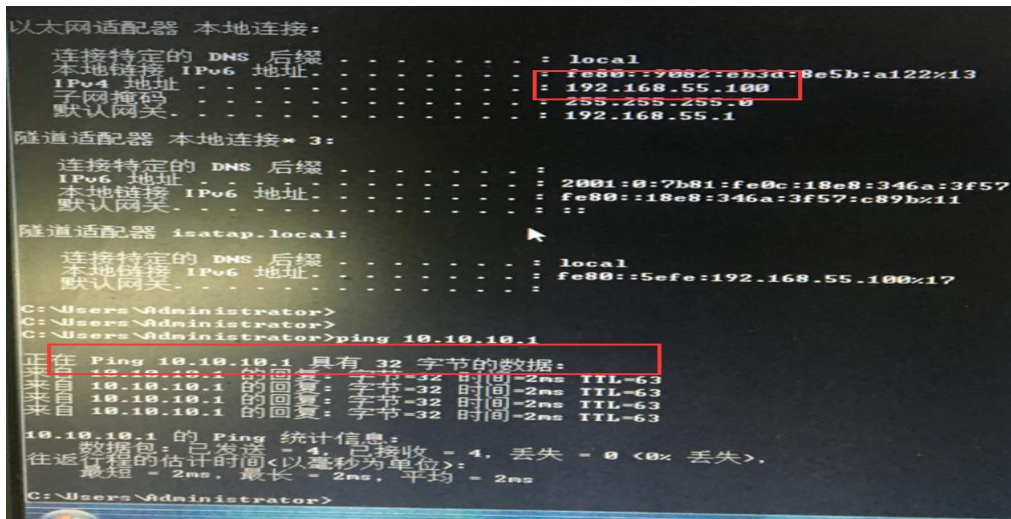 以太网适配器 本地连接:
连接特定的 DNS 后缀 . . . . . . . : local
本地链接 IPv6 地址. . . . . . . . : fe80::9082:eb3d:8e5b:a122%13
IPv4 地址 . . . . . . . . . . . . : 192.168.55.100
子网掩码 . . . . . . . . . . . . : 255.255.255.0
默认网关. . . . . . . . . . . . . : 192.168.55.1
隧道适配器 本地连接* 3:
连接特定的 DNS 后缀 . . . . . . . :
IPv6 地址 . . . . . . . . . . . . : 2001:0:7b81:fe0c:18e8:346a:3f57
本地链接 IPv6 地址. . . . . . . . : fe80::18e8:346a:3f57:c89b%11
默认网关. . . . . . . . . . . . . : ::
隧道适配器 isatap.local:
连接特定的 DNS 后缀 . . . . . . . : local
本地链接 IPv6 地址. . . . . . . . : fe80::5efe:192.168.55.100%17
默认网关. . . . . . . . . . . . . :
C:\Users\Administrator>
C:\Users\Administrator>
C:\Users\Administrator>ping 10.10.10.1
正在 Ping 10.10.10.1 具有 32 字节的数据:
来自 10.10.10.1 的回复: 字节=32 时间=2ms TTL=63
来自 10.10.10.1 的回复: 字节=32 时间=2ms TTL=63
来自 10.10.10.1 的回复: 字节=32 时间=2ms TTL=63
来自 10.10.10.1 的回复: 字节=32 时间=2ms TTL=63
10.10.10.1 的 Ping 统计信息:
数据包: 已发送 = 4，已接收 = 4，丢失 = 0 (0% 丢失)，
往返行程的估计时间(以毫秒为单位):
最短 = 2ms，最长 = 2ms，平均 = 2ms
C:\Users\Administrator>